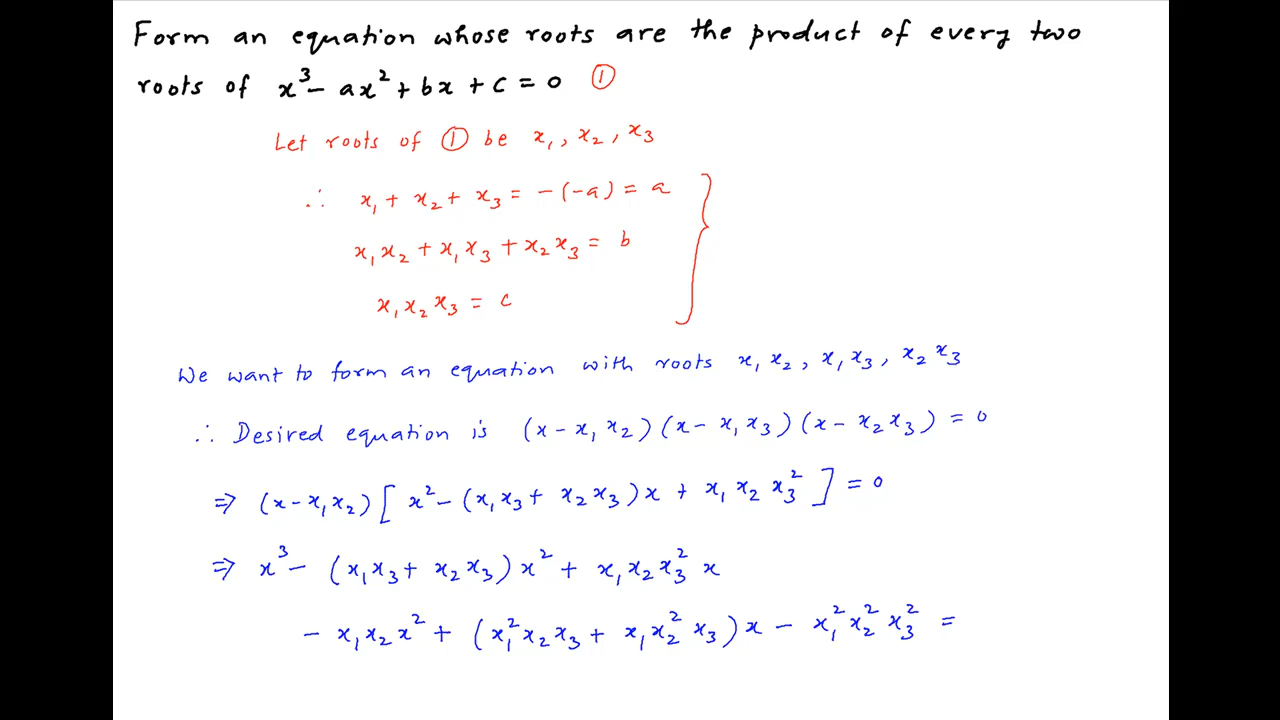 Form an equation whose roots are the product of every two
roots of x³ − ax² + bx + c = 0 ①
Let roots of ① be x₁, x₂, x₃
∴ x₁ + x₂ + x₃ = −(−a) = a
x₁x₂ + x₁x₃ + x₂x₃ = b
x₁x₂x₃ = c
We want to form an equation with roots x₁x₂, x₁x₃, x₂x₃
∴ Desired equation is (x − x₁x₂)(x − x₁x₃)(x − x₂x₃) = 0
⇒ (x − x₁x₂)[x² − (x₁x₃ + x₂x₃)x + x₁x₂x₃²] = 0
⇒ x³ − (x₁x₃ + x₂x₃)x² + x₁x₂x₃² x
− x₁x₂x² + (x₁²x₂x₃ + x₁x₂²x₃)x − x₁²x₂²x₃² =